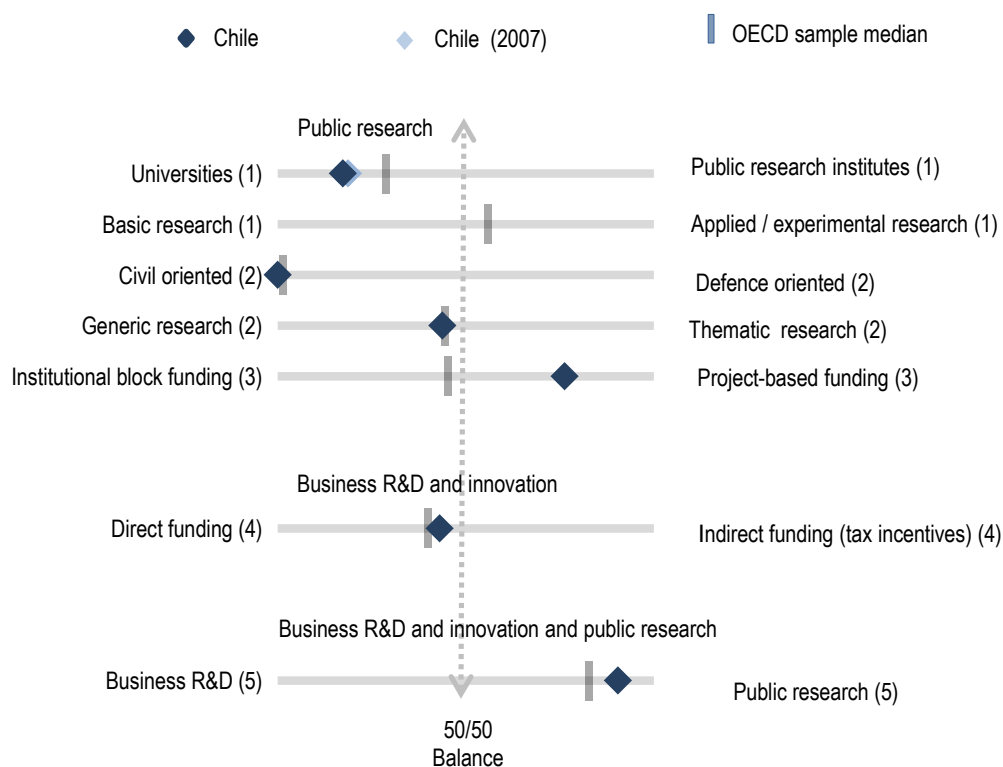 Chile
Chile (2007)
OECD sample median
Public research
Universities (1)
Public research institutes (1)
Basic research (1)
Applied / experimental research (1)
Civil oriented (2)
Defence oriented (2)
Generic research (2)
Thematic research (2)
Institutional block funding (3)
Project-based funding (3)
Business R&D and innovation
Direct funding (4)
Indirect funding (tax incentives) (4)
Business R&D and innovation and public research
Business R&D (5)
Public research (5)
50/50
Balance